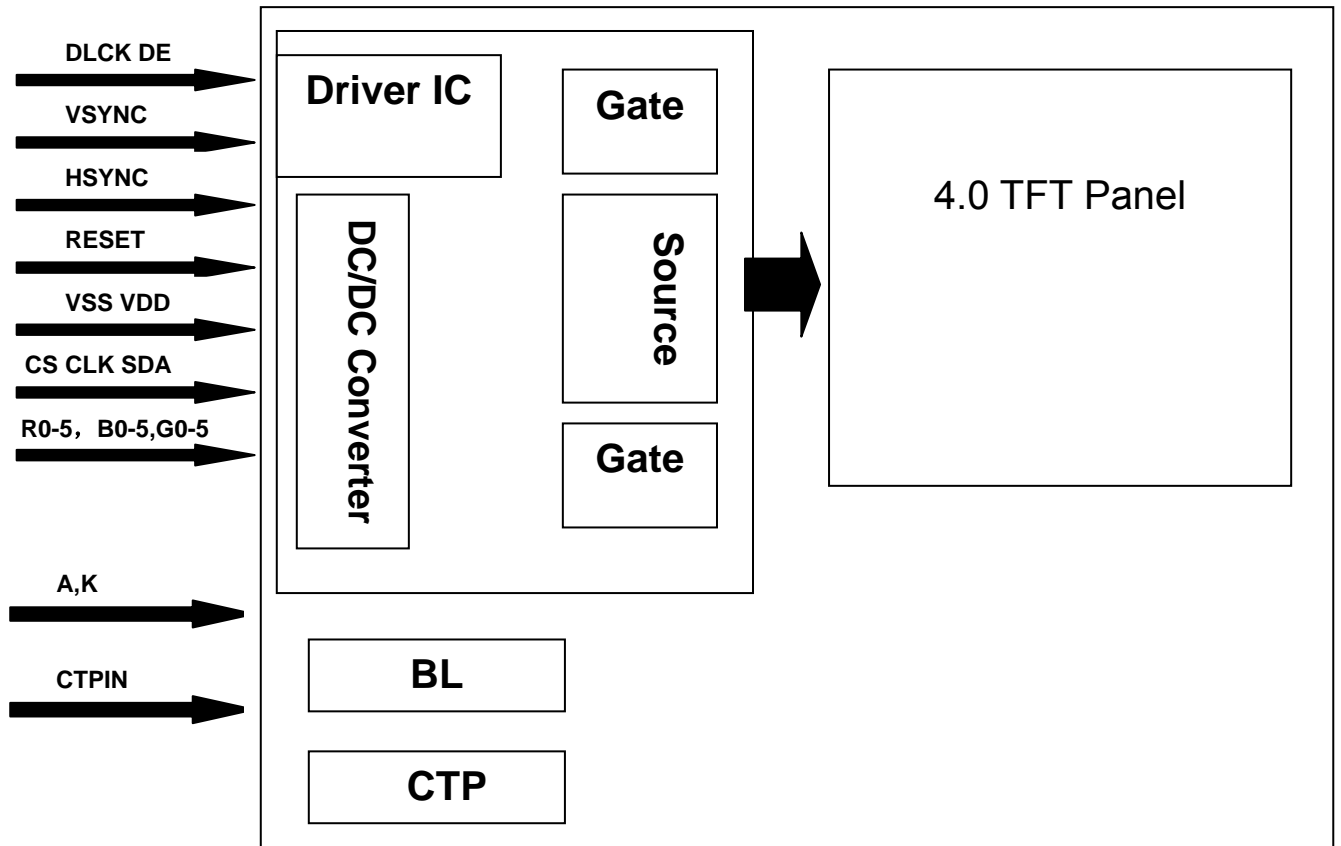 DLCK DE
VSYNC
HSYNC
RESET
VSS VDD
CS CLK SDA
R0-5，B0-5,G0-5
A,K
CTPIN
Driver IC
DC/DC Converter
Gate
Source
Gate
BL
CTP
4.0 TFT Panel